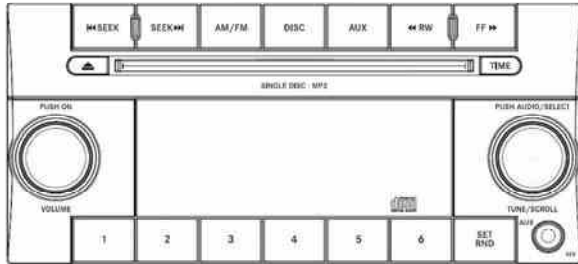 ⏮SEEK SEEK⏭ AM/FM DISC AUX ◀◀ RW FF ▶▶
TIME
SINGLE DISC - MP3
PUSH ON PUSH AUDIO/SELECT
VOLUME TUNE/SCROLL
AUX
1 2 3 4 5 6 SET
RND